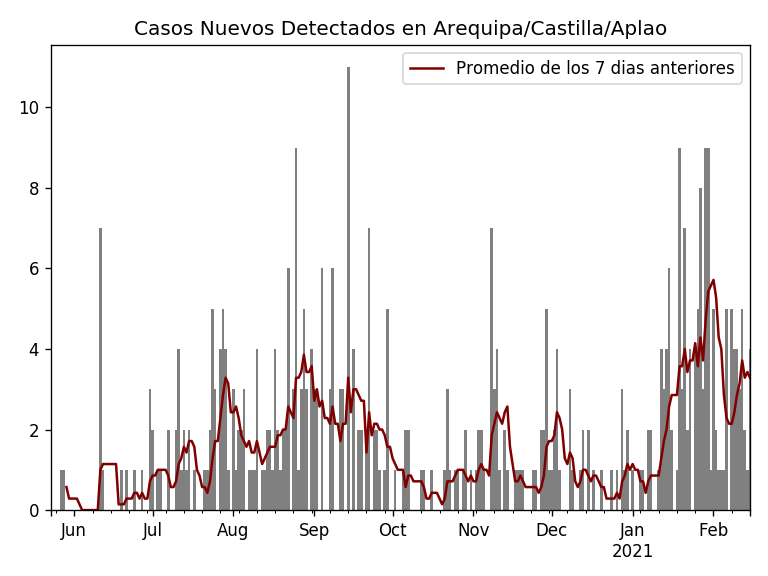 Casos Nuevos Detectados en Arequipa/Castilla/Aplao
Promedio de los 7 dias anteriores
10
8
6
4
2
0
Jun Jul Aug Sep Oct Nov Dec Jan Feb
2021